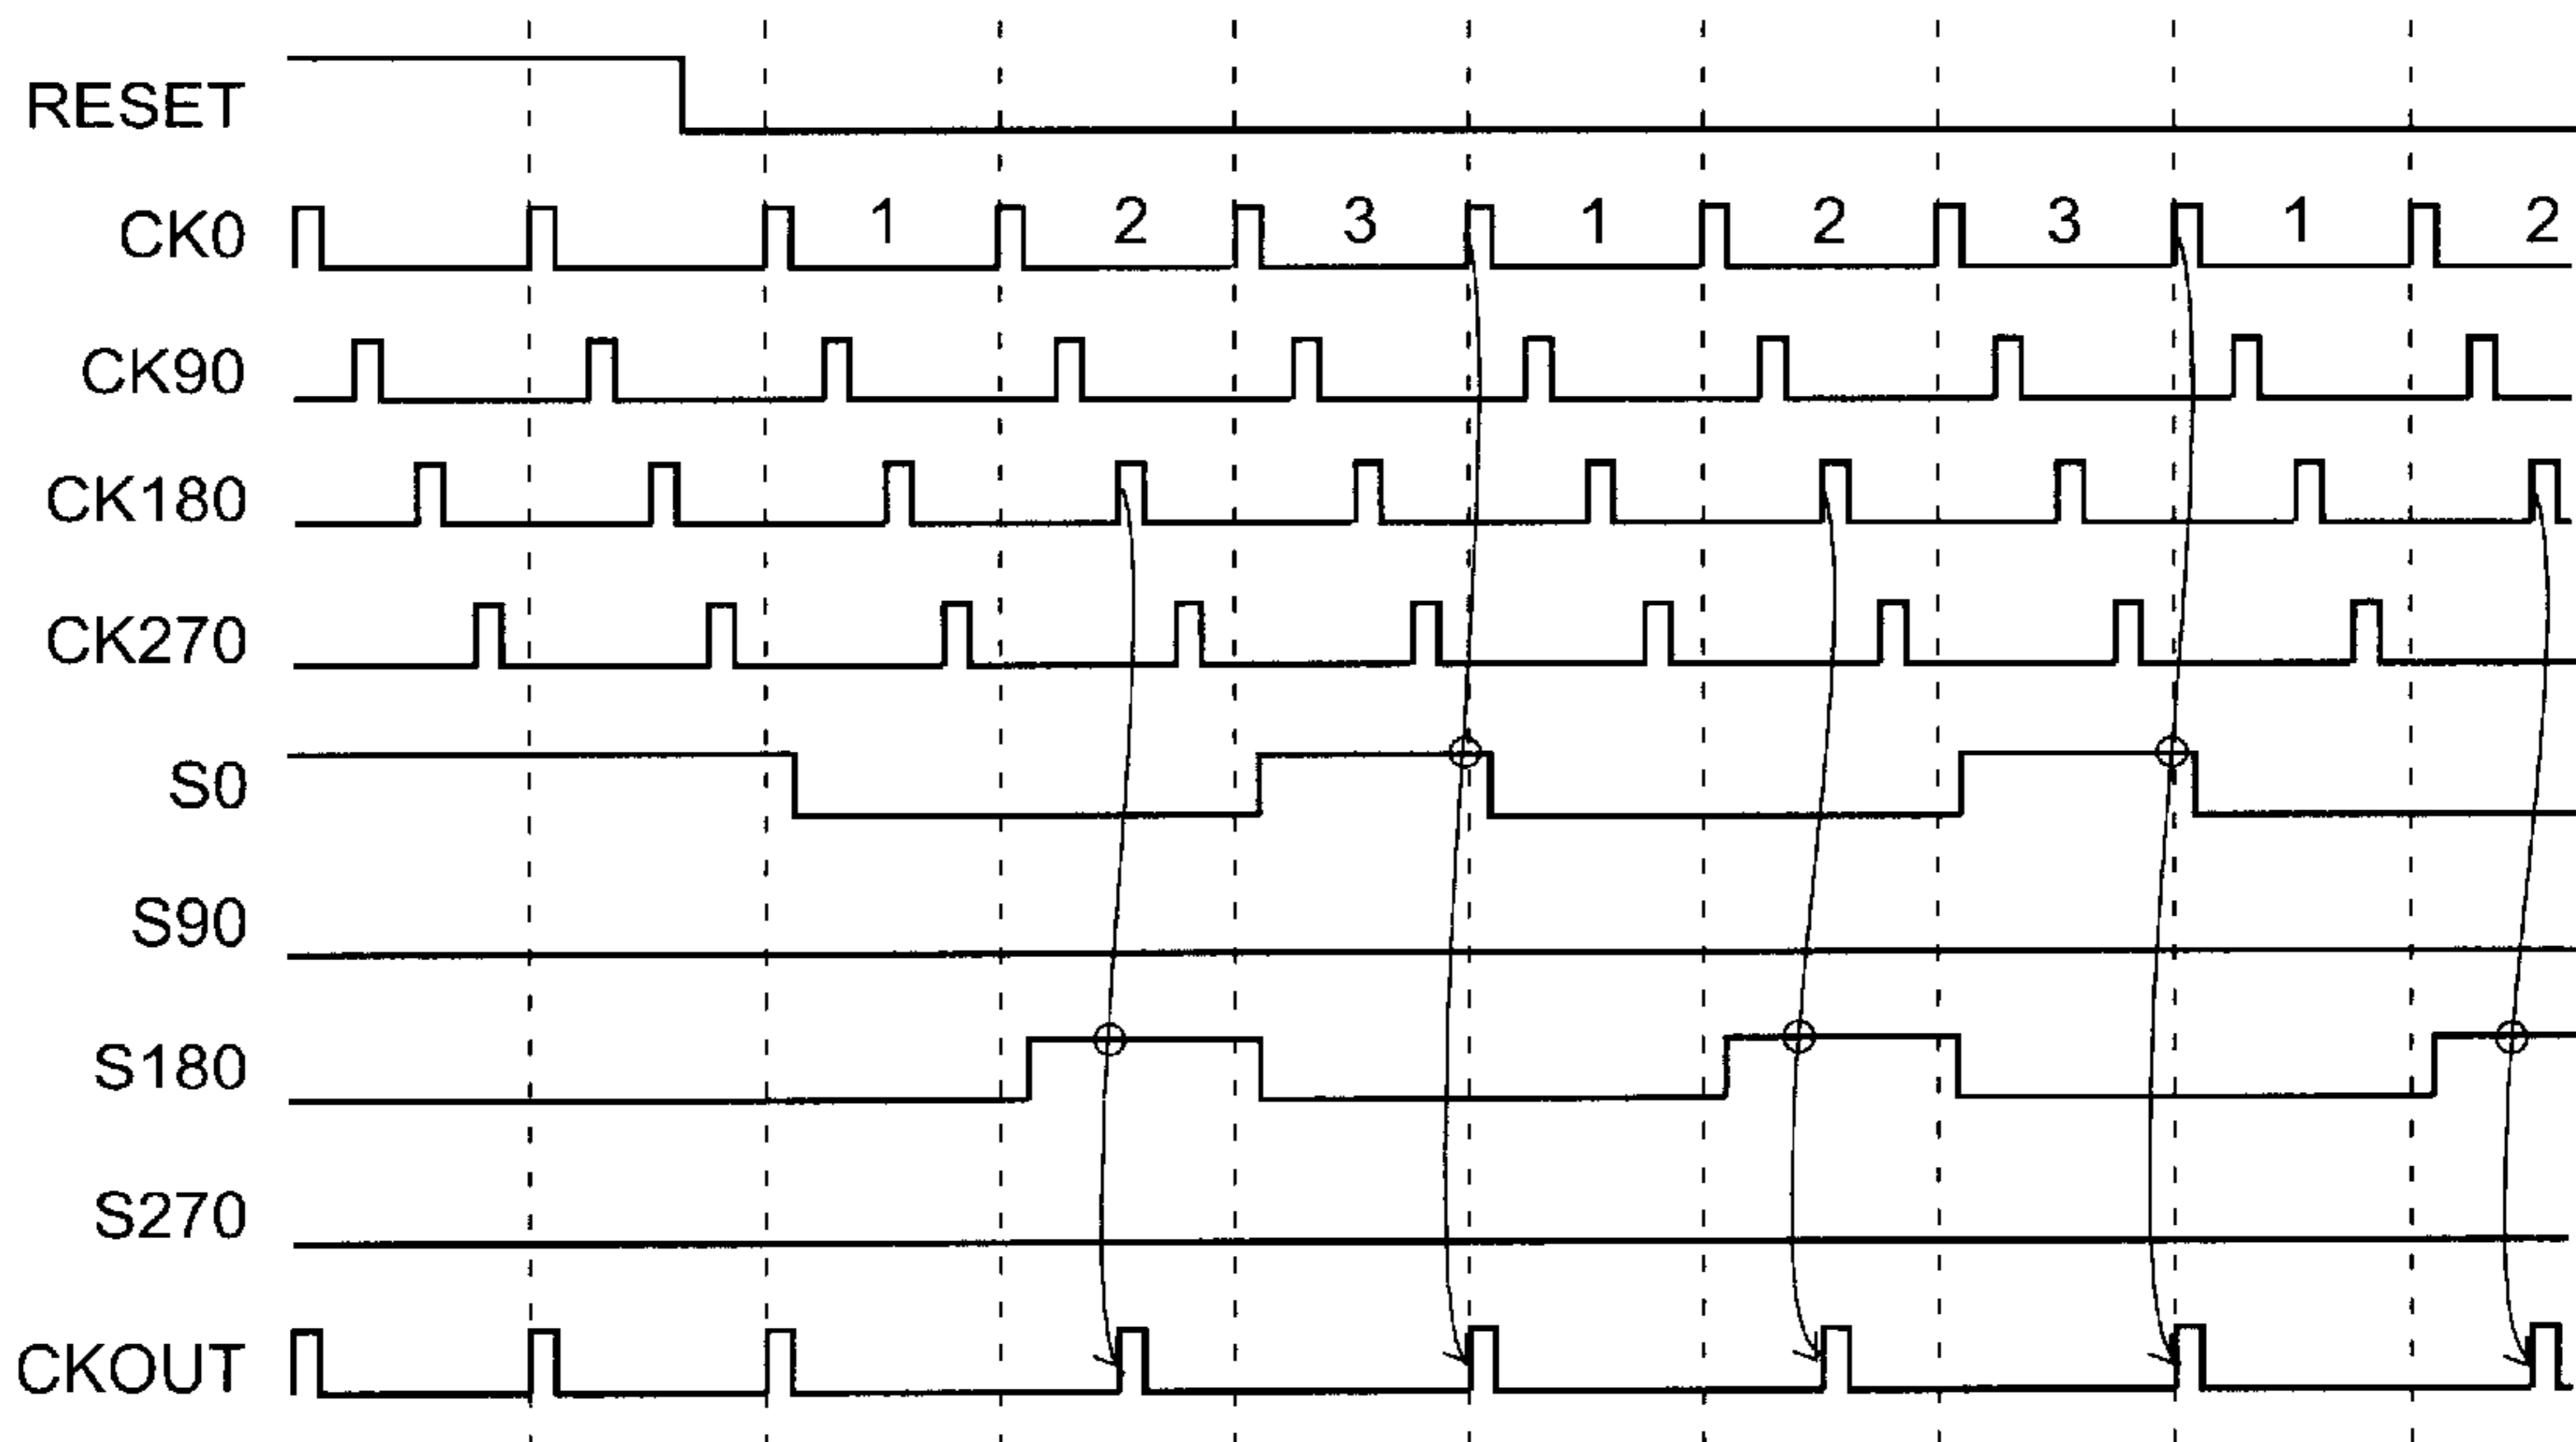 RESET
CK0 1 2 3 1 2 3 1 2
CK90
CK180
CK270
S0
S90
S180
S270
CKOUT